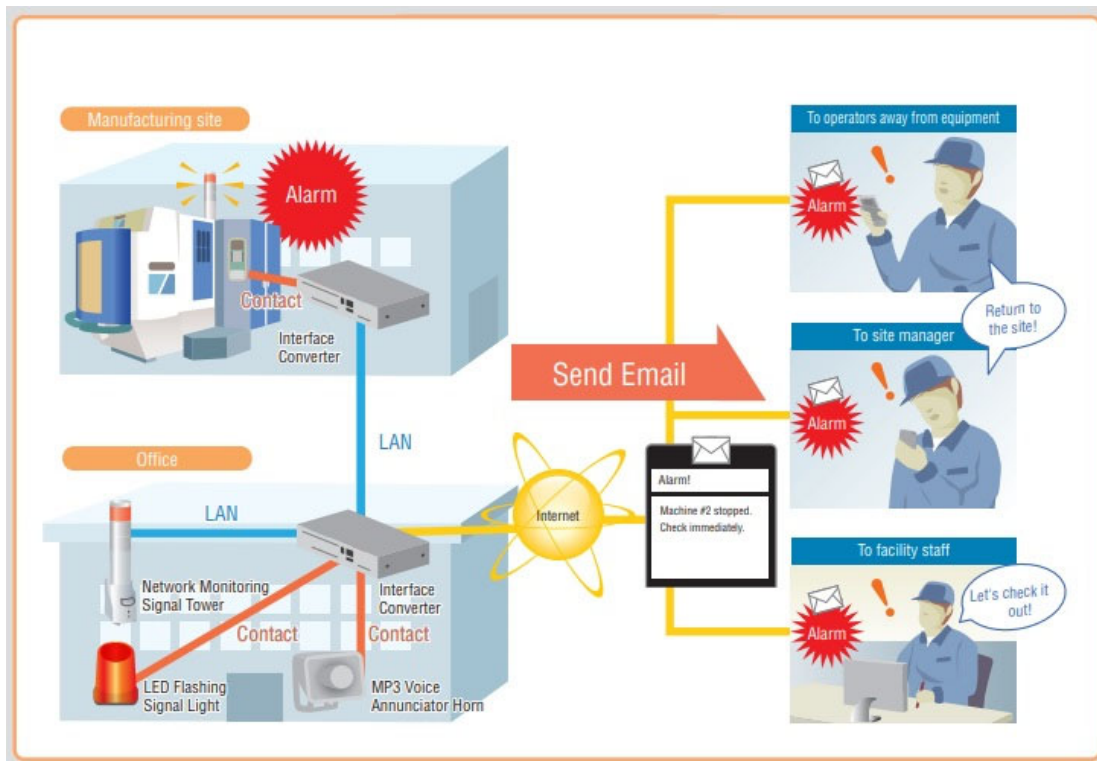 Manufacturing site
Alarm
Contact
Interface
Converter
LAN
Office
LAN
Network Monitoring
Signal Tower
Interface
Converter
Contact
Contact
LED Flashing
Signal Light
MP3 Voice
Annunciator Horn
Internet
Send Email
Alarm!
Machine #2 stopped.
Check immediately.
To operators away from equipment
Alarm
!
Return to
the site!
To site manager
Alarm
!
To facility staff
Alarm
!
Let's check it
out!